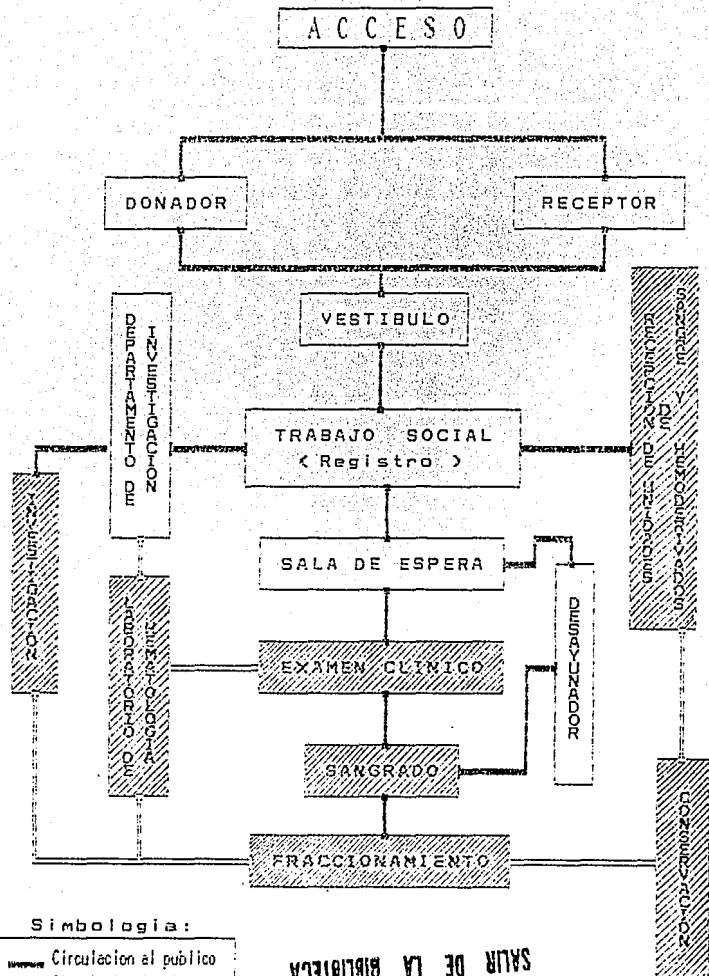 ACCESO
DONADOR
RECEPTOR
VESTIBULO
DEPARTAMENTO DE
INVESTIGACION
RECEPCION DE UNIDADES
DE
SANGRE Y HEMODERIVADOS
TRABAJO SOCIAL
( Registro )
INVESTIGACION
SALA DE ESPERA
DESAYUNADOR
LABORATORIO DE
HEMATOLOGIA
EXAMEN CLINICO
SANGRADO
CONSERVACION
FRACCIONAMIENTO
Simbologia:
Circulacion al publico
SALIR DE LA BIBLIOTECA